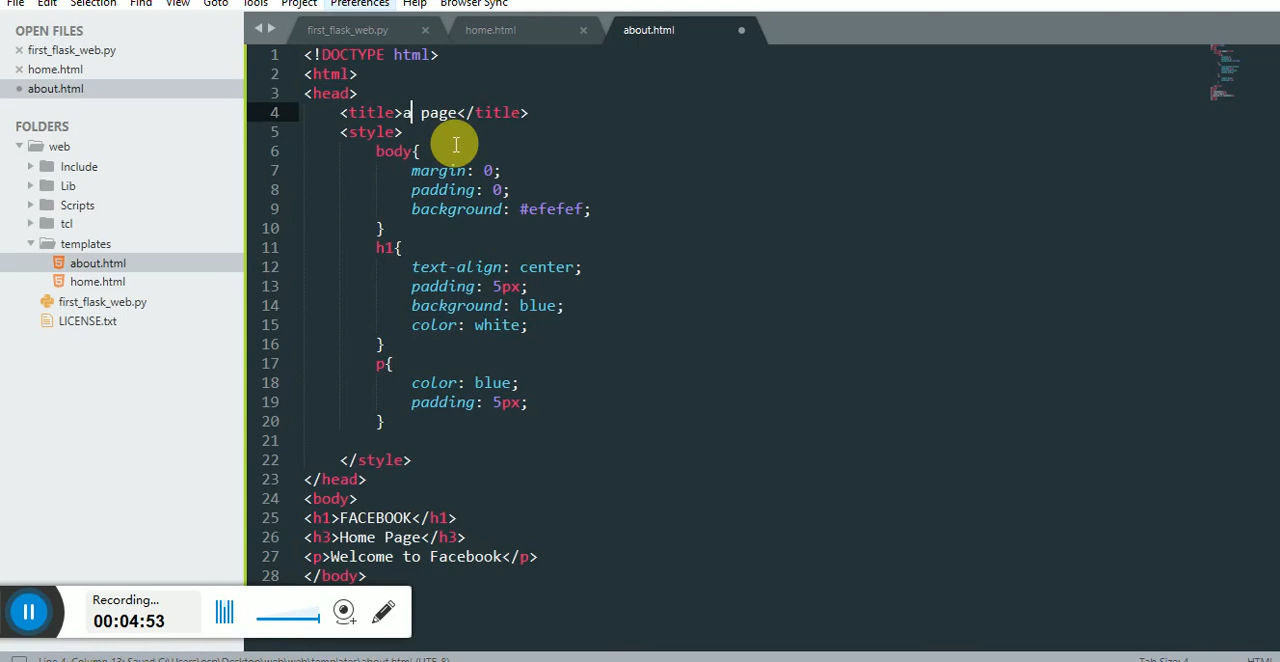 File Edit Selection Find View Goto Tools Project Preferences Help Browser Sync
OPEN FILES
first_flask_web.py
home.html
about.html
FOLDERS
web
Include
Lib
Scripts
tcl
templates
about.html
home.html
first_flask_web.py
LICENSE.txt
first_flask_web.py home.html about.html
1 <!DOCTYPE html>
2 <html>
3 <head>
4 <title>a page</title>
5 <style>
6 body{
7 margin: 0;
8 padding: 0;
9 background: #efefef;
10 }
11 h1{
12 text-align: center;
13 padding: 5px;
14 background: blue;
15 color: white;
16 }
17 p{
18 color: blue;
19 padding: 5px;
20 }
21
22 </style>
23 </head>
24 <body>
25 <h1>FACEBOOK</h1>
26 <h3>Home Page</h3>
27 <p>Welcome to Facebook</p>
28 </body>
Recording...
00:04:53